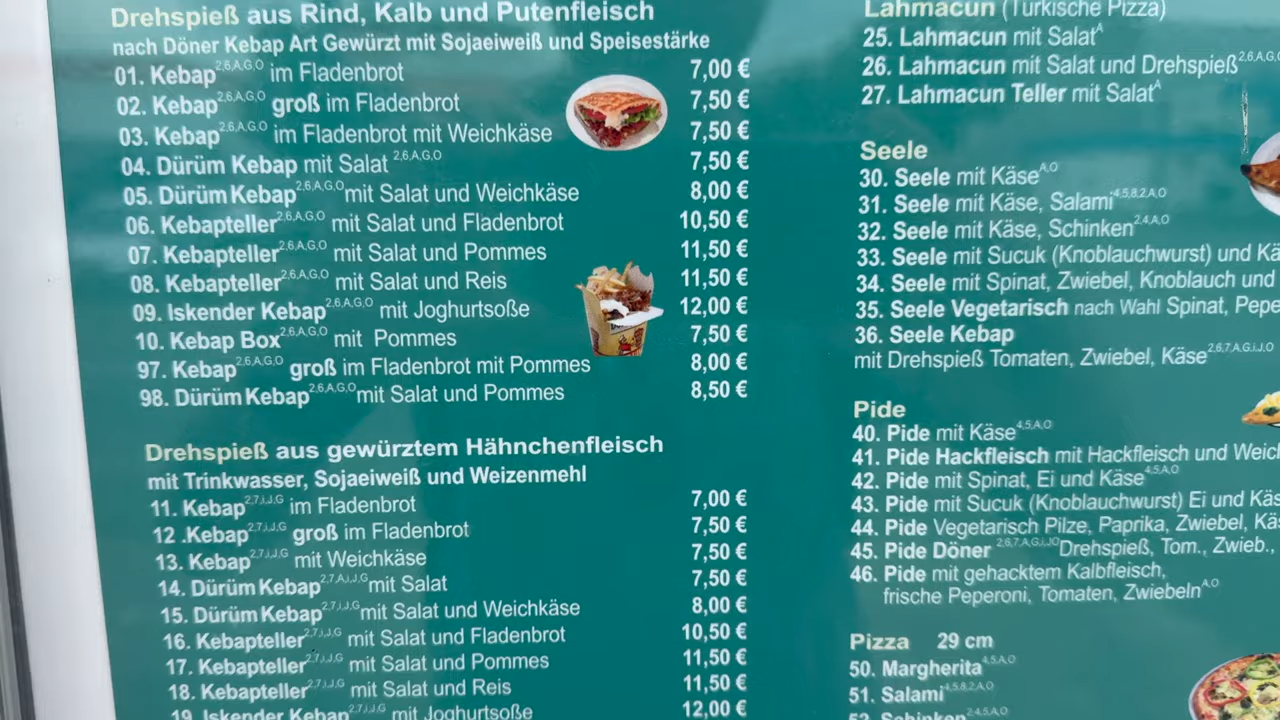 Drehspieß aus Rind, Kalb und Putenfleisch
nach Döner Kebap Art Gewürzt mit Sojaeiweiß und Speisestärke
01. Kebap 2,6,A,G,O im Fladenbrot 7,00 €
02. Kebap 2,6,A,G,O groß im Fladenbrot 7,50 €
03. Kebap 2,6,A,G,O im Fladenbrot mit Weichkäse 7,50 €
04. Dürüm Kebap mit Salat 2,6,A,G,O 7,50 €
05. Dürüm Kebap 2,6,A,G,O mit Salat und Weichkäse 8,00 €
06. Kebapteller 2,6,A,G,O mit Salat und Fladenbrot 10,50 €
07. Kebapteller 2,6,A,G,O mit Salat und Pommes 11,50 €
08. Kebapteller 2,6,A,G,O mit Salat und Reis 11,50 €
09. Iskender Kebap 2,6,A,G,O mit Joghurtsoße 12,00 €
10. Kebap Box 2,6,A,G,O mit Pommes 7,50 €
97. Kebap 2,6,A,G,O groß im Fladenbrot mit Pommes 8,00 €
98. Dürüm Kebap 2,6,A,G,O mit Salat und Pommes 8,50 €
Drehspieß aus gewürztem Hähnchenfleisch
mit Trinkwasser, Sojaeiweiß und Weizenmehl
11. Kebap 2,7,i,J,G im Fladenbrot 7,00 €
12 .Kebap 2,7,i,J,G groß im Fladenbrot 7,50 €
13. Kebap 2,7,i,J,G mit Weichkäse 7,50 €
14. Dürüm Kebap 2,7,A,i,J,G mit Salat 7,50 €
15. Dürüm Kebap 2,7,i,J,G mit Salat und Weichkäse 8,00 €
16. Kebapteller 2,7,i,J,G mit Salat und Fladenbrot 10,50 €
17. Kebapteller 2,7,i,J,G mit Salat und Pommes 11,50 €
18. Kebapteller 2,7,i,J,G mit Salat und Reis 11,50 €
19. Iskender Kebap 2,7,i,J,G mit Joghurtsoße 12,00 €
Lahmacun (Türkische Pizza)
25. Lahmacun mit Salat A
26. Lahmacun mit Salat und Drehspieß 2,6,A,G,O
27. Lahmacun Teller mit Salat A
Seele
30. Seele mit Käse A,O
31. Seele mit Käse, Salami 4,5,8,2,A,O
32. Seele mit Käse, Schinken 2,4,A,O
33. Seele mit Sucuk (Knoblauchwurst) und Kä
34. Seele mit Spinat, Zwiebel, Knoblauch und
35. Seele Vegetarisch nach Wahl Spinat, Pepe
36. Seele Kebap
mit Drehspieß Tomaten, Zwiebel, Käse 2,6,7,A,G,i,J,O
Pide
40. Pide mit Käse 4,5,A,O
41. Pide Hackfleisch mit Hackfleisch und Weic
42. Pide mit Spinat, Ei und Käse 4,5,A,O
43. Pide mit Sucuk (Knoblauchwurst) Ei und Käs
44. Pide Vegetarisch Pilze, Paprika, Zwiebel, Kä
45. Pide Döner 2,6,7,A,G,i,J,O Drehspieß, Tom., Zwieb.,
46. Pide mit gehacktem Kalbfleisch,
frische Peperoni, Tomaten, Zwiebeln A,O
Pizza 29 cm
50. Margherita 4,5,A,O
51. Salami 4,5,8,2,A,O
52. Schinken 2,4,5,A,O